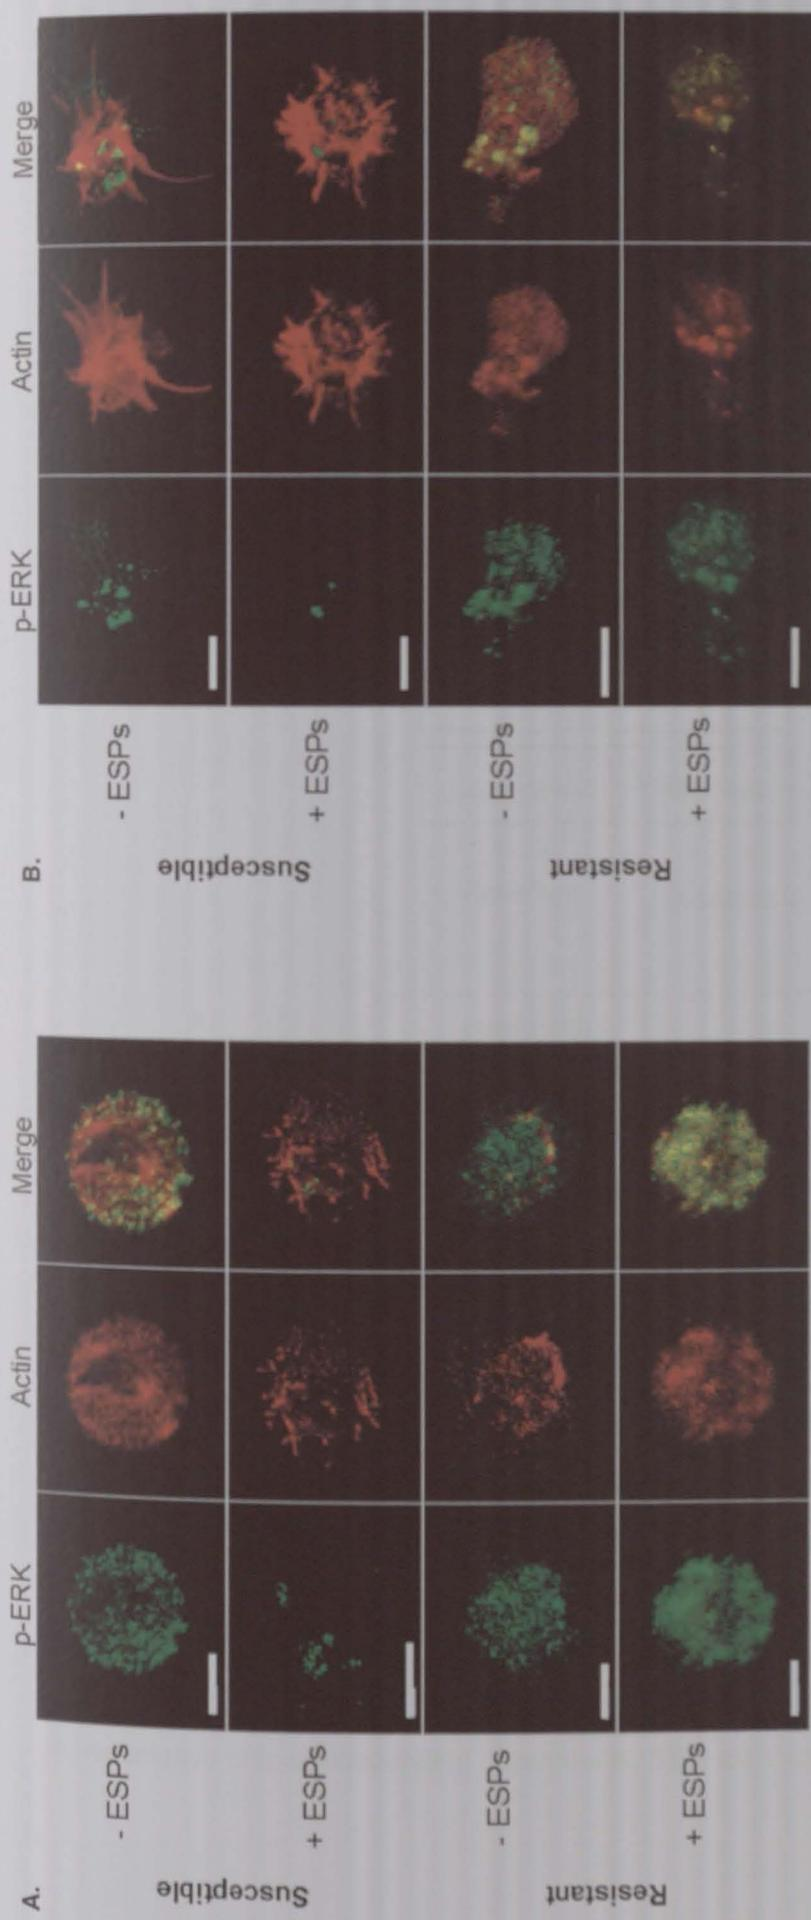 A.
p-ERK Actin Merge
Susceptible
- ESPs
+ ESPs
Resistant
- ESPs
+ ESPs
B.
p-ERK Actin Merge
Susceptible
- ESPs
+ ESPs
Resistant
- ESPs
+ ESPs